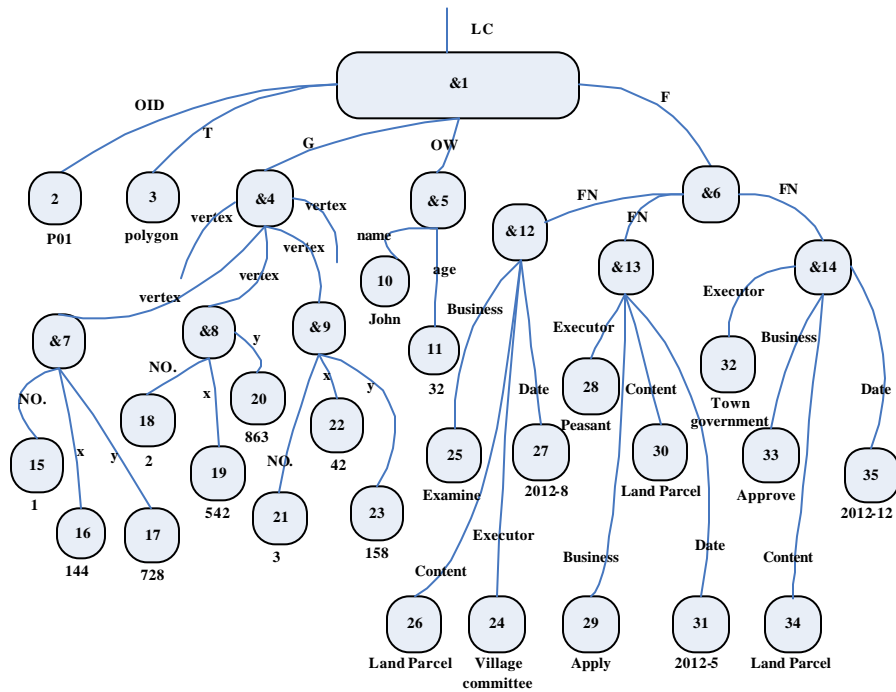 LC
&1
OID
T
G
OW
F
2
P01
3
polygon
&4
vertex
vertex
vertex
vertex
vertex
&5
name
age
10
John
11
32
&6
FN
FN
FN
&12
&13
&14
&7
&8
&9
NO.
x
y
15
1
16
144
17
728
NO.
x
y
18
2
19
542
20
863
NO.
x
y
21
3
22
42
23
158
Business
Content
Executor
Date
25
Examine
26
Land Parcel
24
Village
committee
27
2012-8
Executor
Business
Content
Date
28
Peasant
29
Apply
30
Land Parcel
31
2012-5
Executor
Business
Content
Date
32
Town
government
33
Approve
34
Land Parcel
35
2012-12